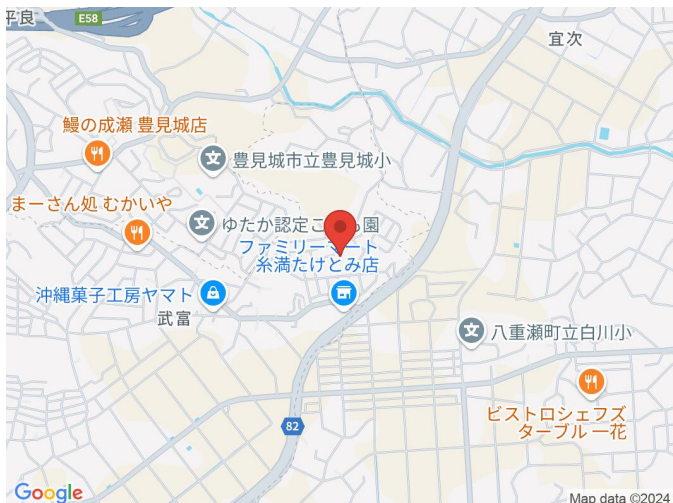 平良
E58
宜次
鰻の成瀬 豊見城店
豊見城市立豊見城小
まーさん処 むかいや
ゆたか認定こども園
ファミリーマート
糸満たけとみ店
沖縄菓子工房ヤマト
武富
八重瀬町立白川小
82
ビストロシェフズ
ターブル 一花
Google
Map data ©2024